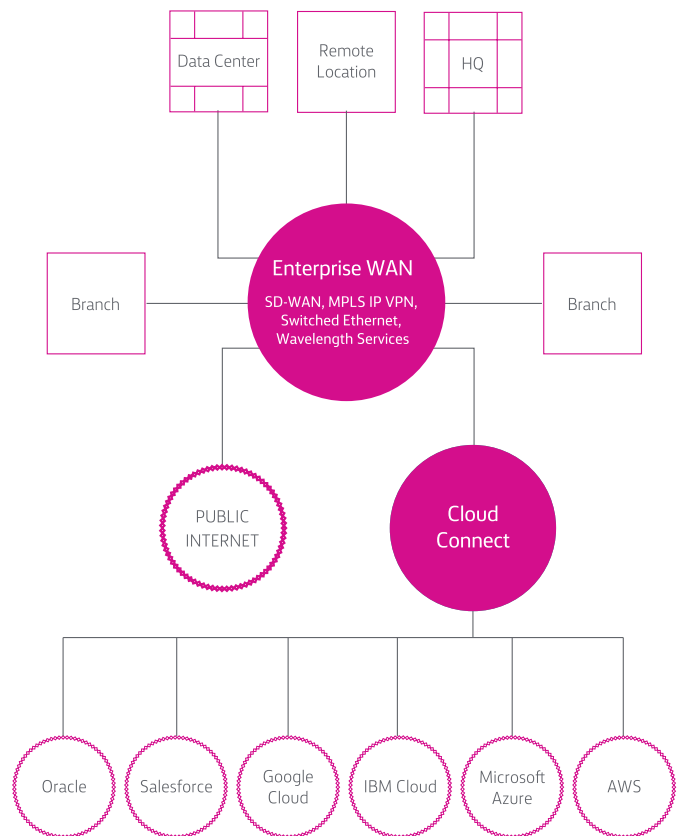 Data Center
Remote
Location
HQ
Enterprise WAN
SD-WAN, MPLS IP VPN,
Switched Ethernet,
Wavelength Services
Branch
Branch
PUBLIC
INTERNET
Cloud
Connect
Oracle
Salesforce
Google
Cloud
IBM Cloud
Microsoft
Azure
AWS